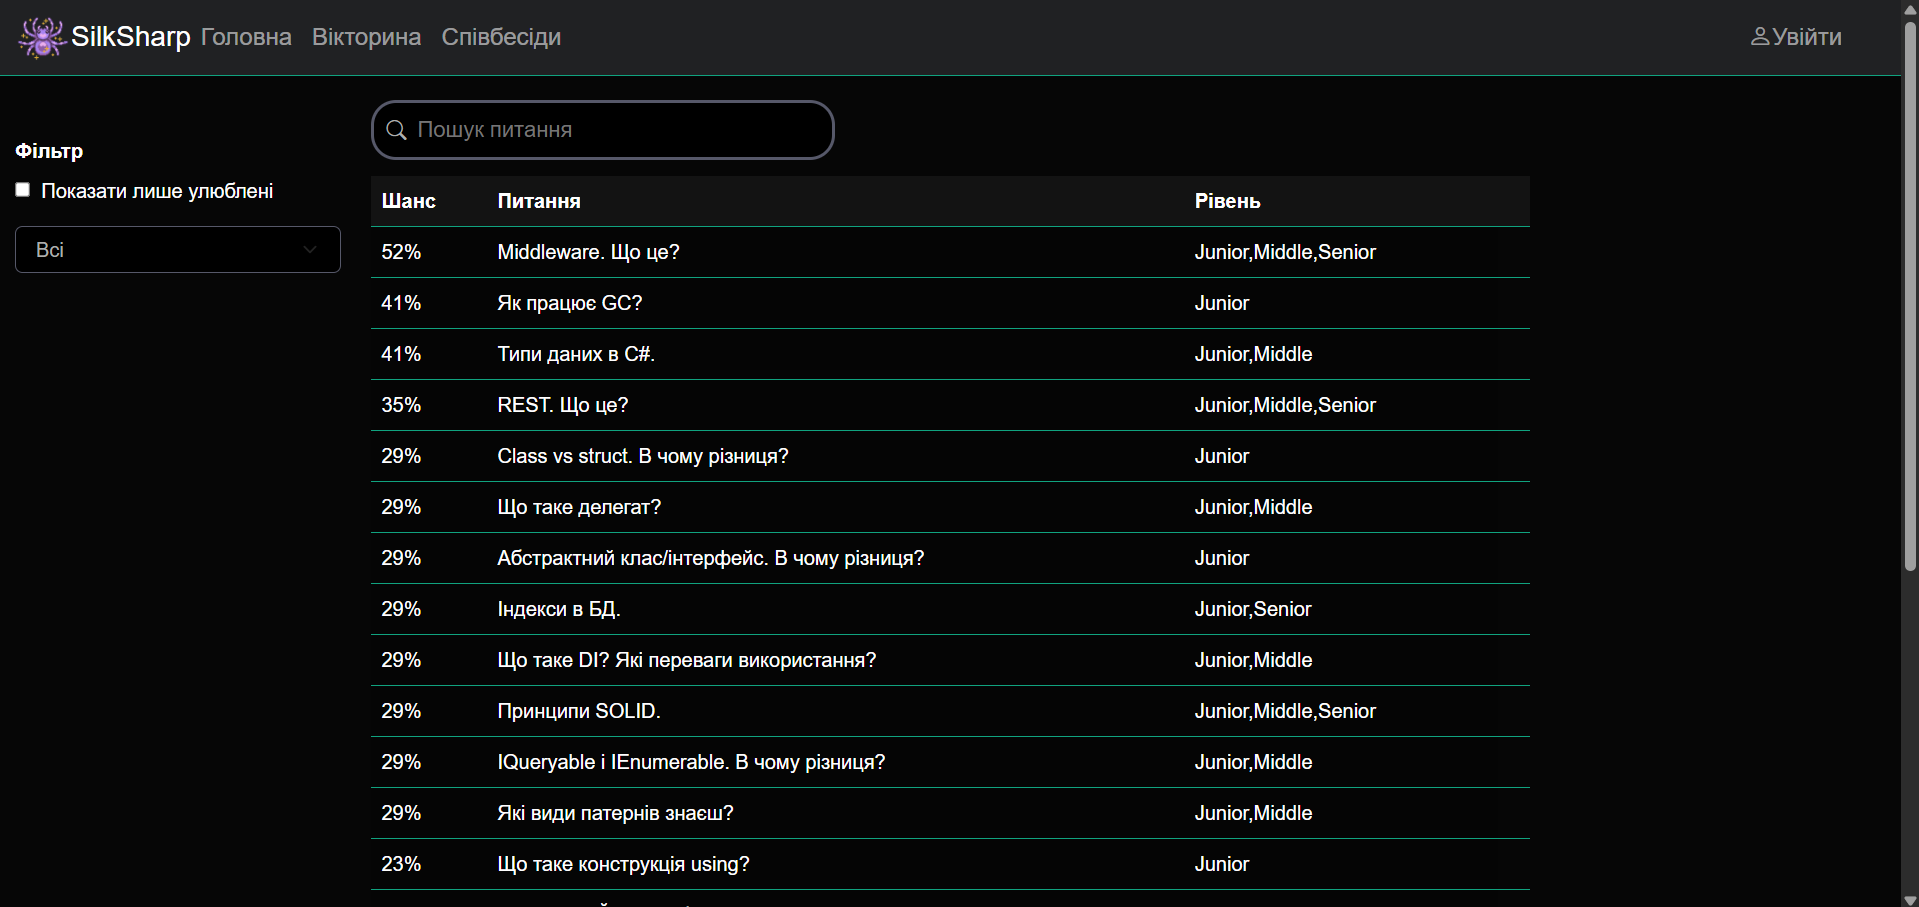 SilkSharp Головна Вікторина Співбесіди Увійти
Пошук питання
Фільтр
Показати лише улюблені
Всі
Шанс Питання Рівень
52% Middleware. Що це? Junior,Middle,Senior
41% Як працює GC? Junior
41% Типи даних в C#. Junior,Middle
35% REST. Що це? Junior,Middle,Senior
29% Class vs struct. В чому різниця? Junior
29% Що таке делегат? Junior,Middle
29% Абстрактний клас/інтерфейс. В чому різниця? Junior
29% Індекси в БД. Junior,Senior
29% Що таке DI? Які переваги використання? Junior,Middle
29% Принципи SOLID. Junior,Middle,Senior
29% IQueryable і IEnumerable. В чому різниця? Junior,Middle
29% Які види патернів знаєш? Junior,Middle
23% Що таке конструкція using? Junior